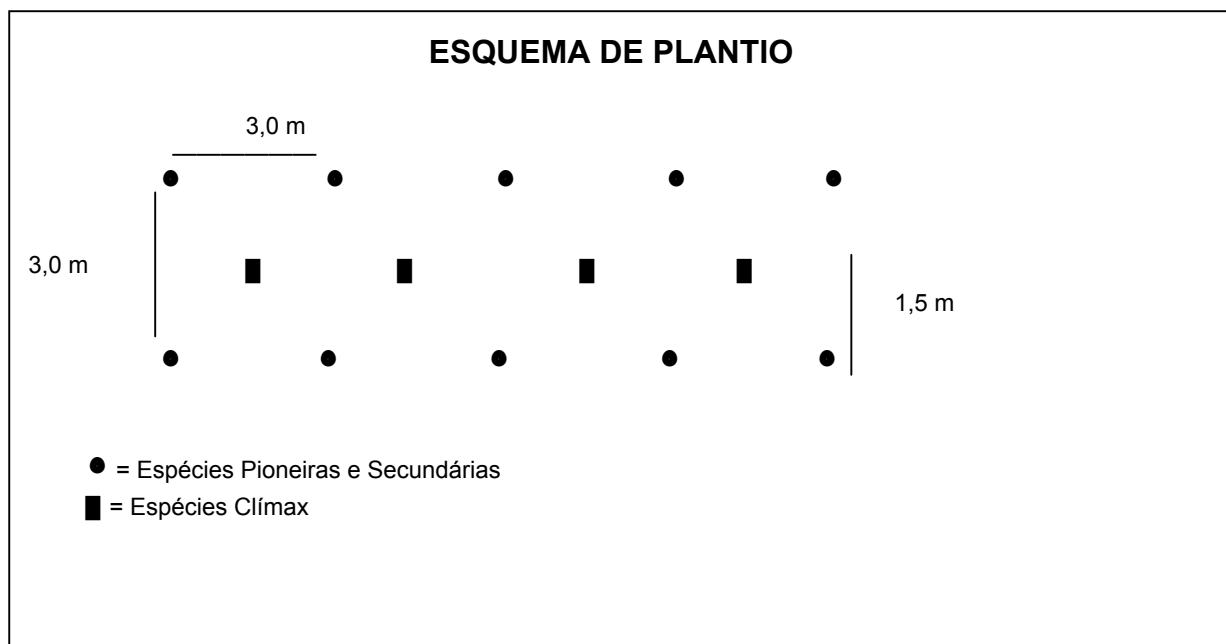 ESQUEMA DE PLANTIO
3,0 m
3,0 m
1,5 m
= Espécies Pioneiras e Secundárias
= Espécies Clímax